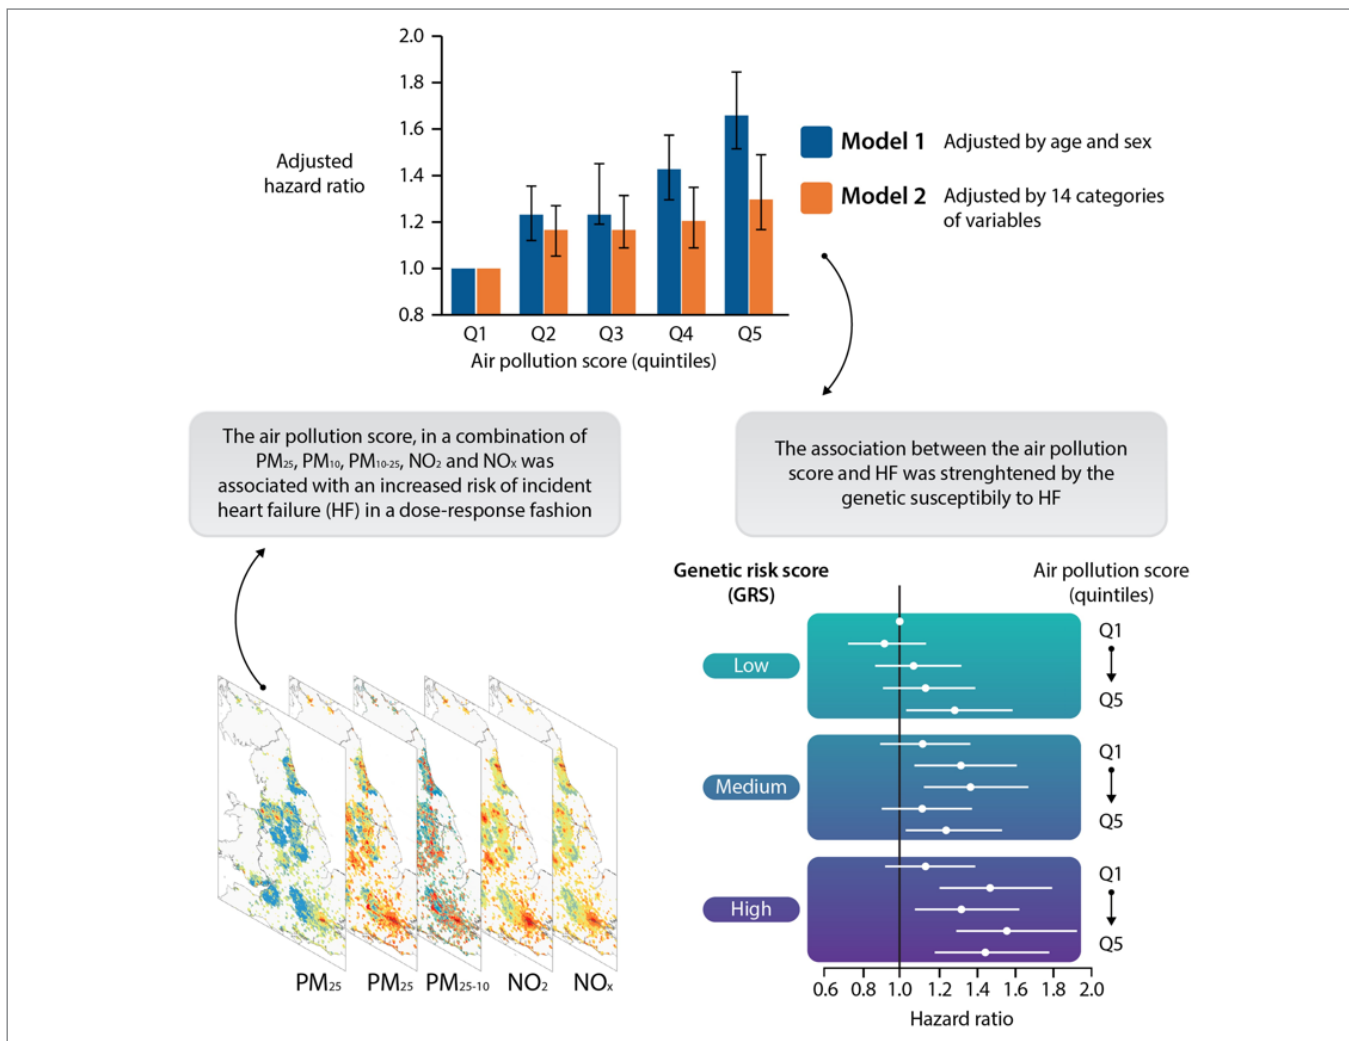 2.0
1.8
1.6
1.4
1.2
1.0
0.8
Adjusted
hazard ratio
Q1 Q2 Q3 Q4 Q5
Air pollution score (quintiles)
Model 1 Adjusted by age and sex
Model 2 Adjusted by 14 categories
of variables
The air pollution score, in a combination of
PM₂₅, PM₁₀, PM₁₀₋₂₅, NO₂ and NOₓ was
associated with an increased risk of incident
heart failure (HF) in a dose-response fashion
The association between the air pollution
score and HF was strenghtened by the
genetic susceptibily to HF
PM₂₅ PM₂₅ PM₂₅₋₁₀ NO₂ NOₓ
Genetic risk score
(GRS)
Air pollution score
(quintiles)
Low
Q1
Q5
Medium
Q1
Q5
High
Q1
Q5
0.6 0.8 1.0 1.2 1.4 1.6 1.8 2.0
Hazard ratio